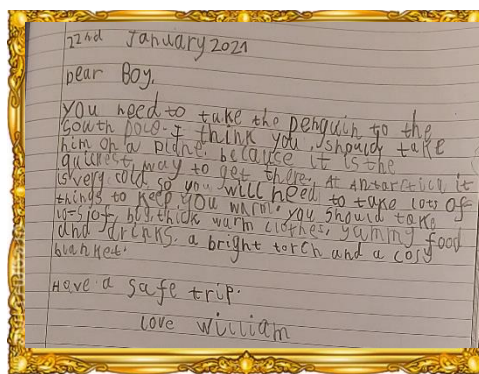 22nd January 2021
Dear Boy,
You need to take the penguin to the
South Pole. I think you should take
him on a plane. because it is the
quickest way to get there. At Antarctica it
is very cold so you will need to take lots of
things to keep you warm. you should take
lots of big thick warm clothes, yummy food
and drinks. a bright torch and a cosy
blanket.
Have a safe trip.
Love William